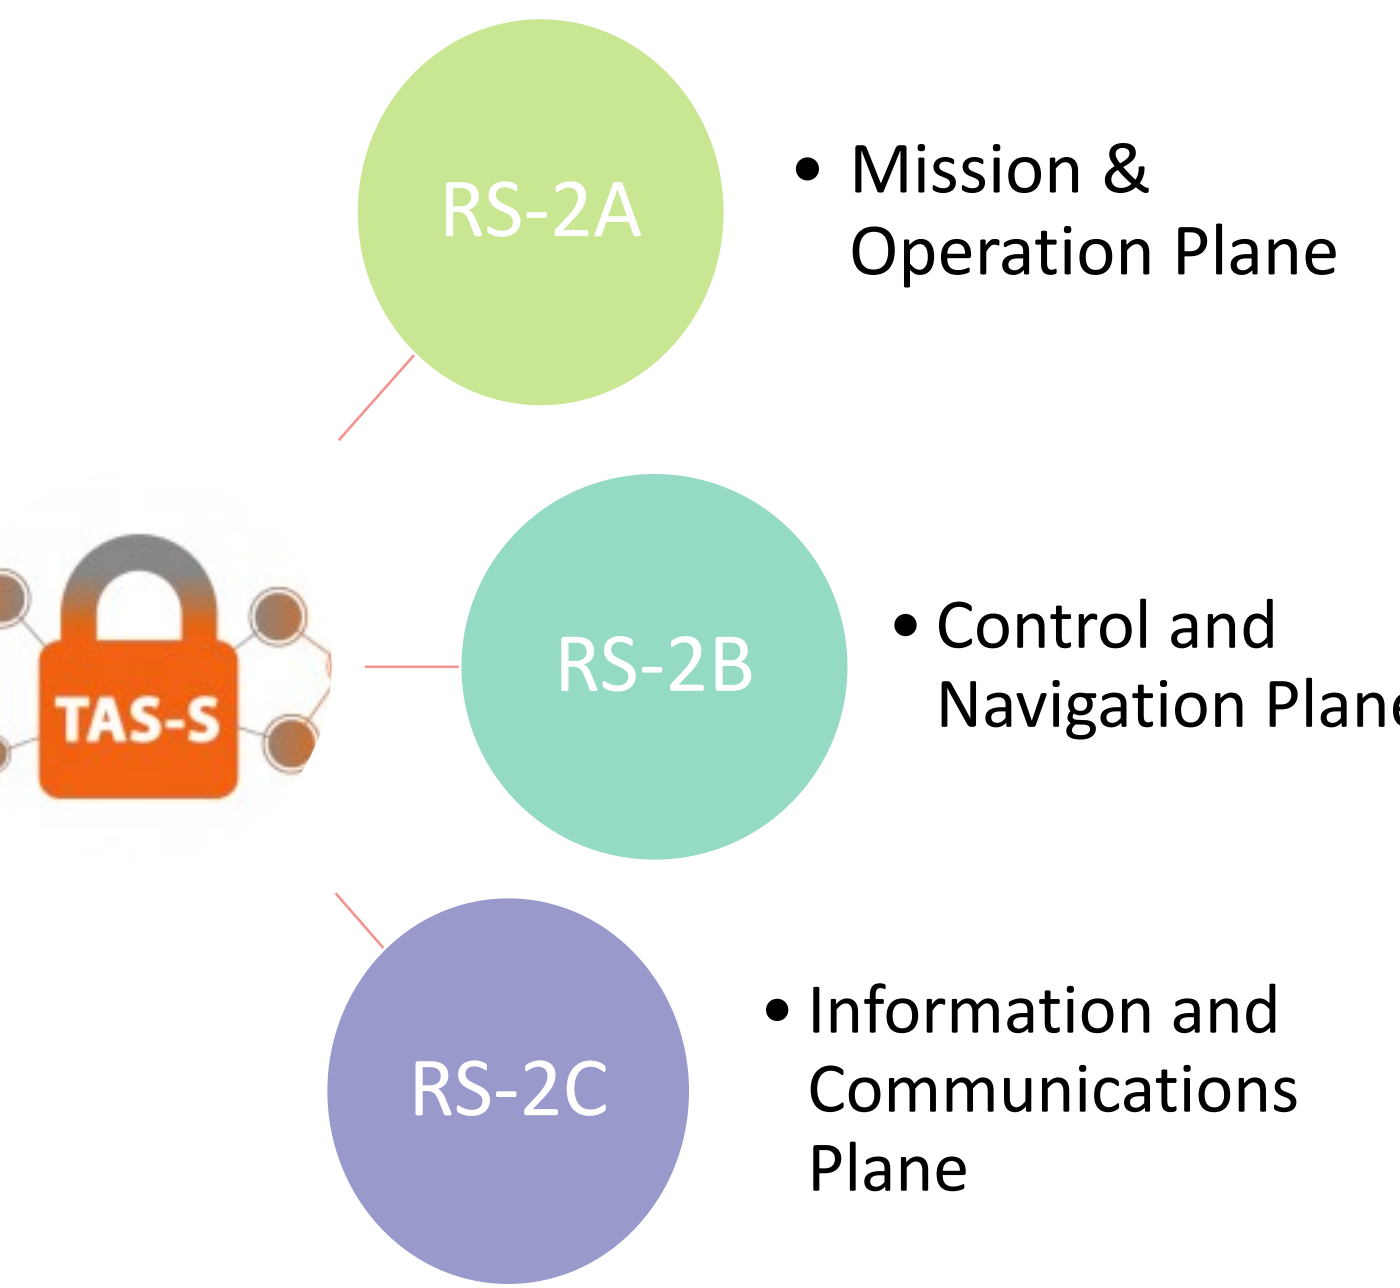 RS-2A
• Mission &
Operation Plane
TAS-S
RS-2B
• Control and
Navigation Plane
RS-2C
• Information and
Communications
Plane